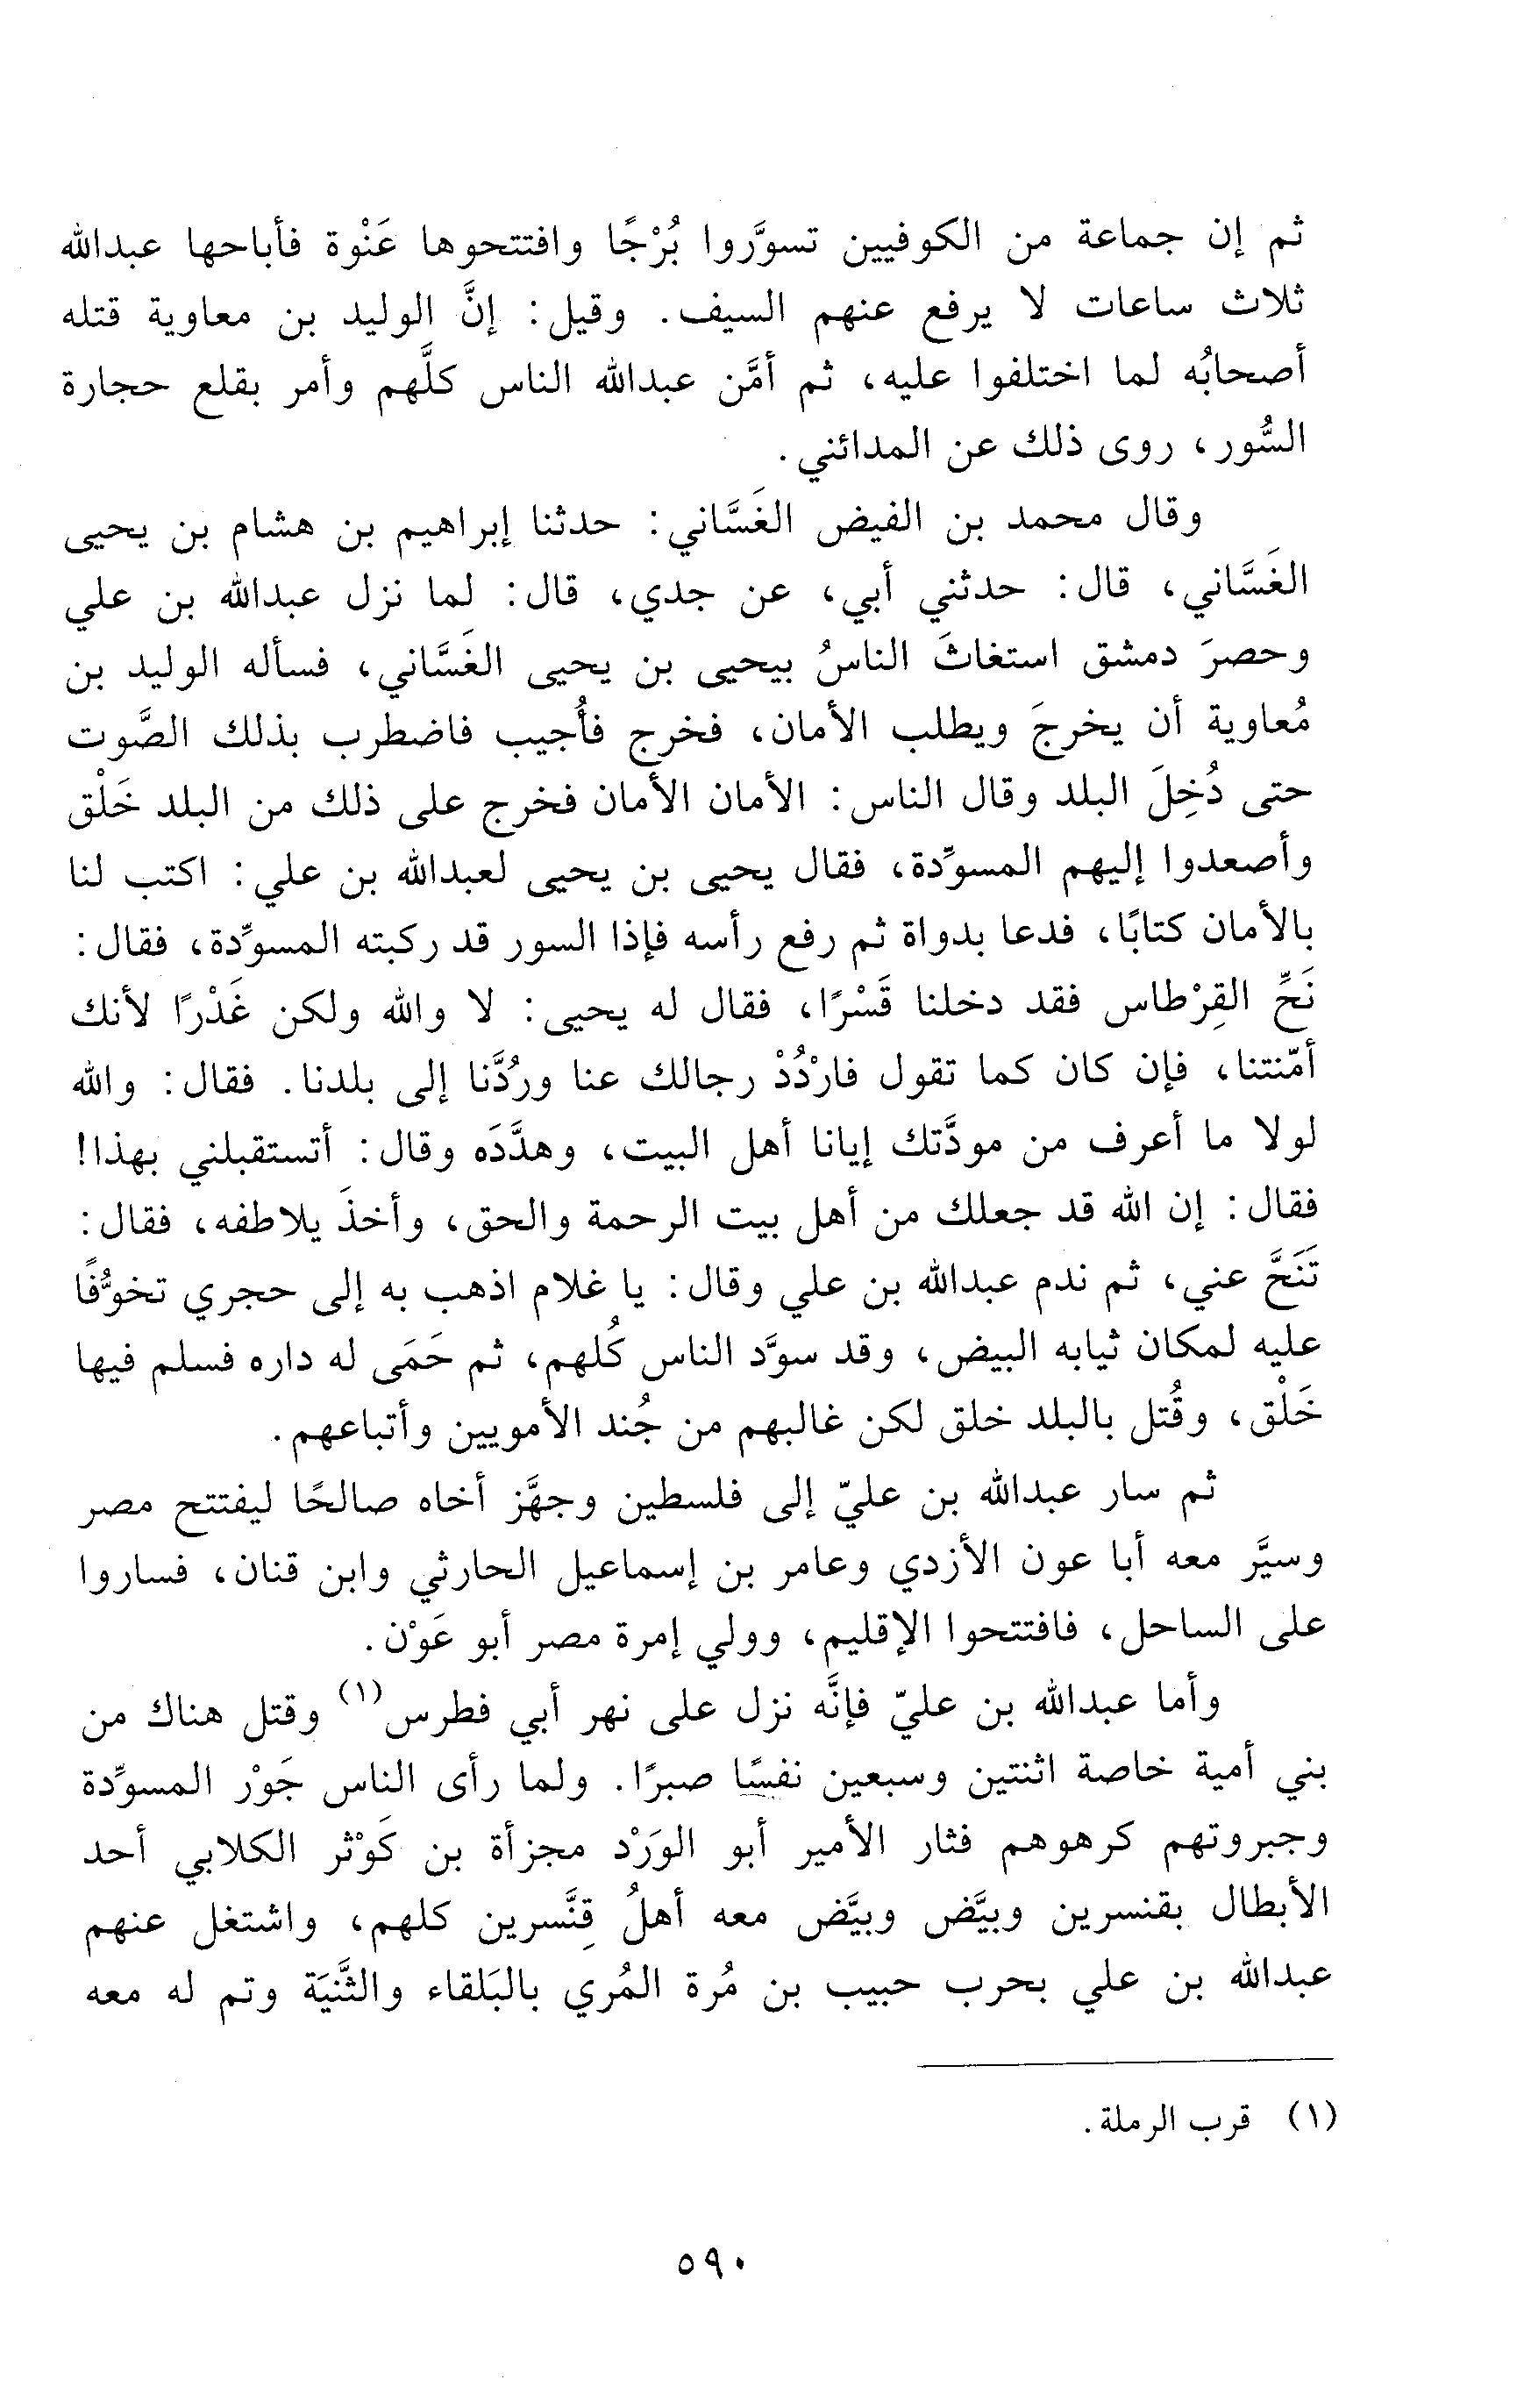 ثم إن جماعة من الكوفيين تسوَّروا بُرْجًا وافتتحوها عَنْوة فأباحها عبدالله
ثلاث ساعات لا يرفع عنهم السيف. وقيل: إنَّ الوليد بن معاوية قتله
أصحابُه لما اختلفوا عليه، ثم أمَّن عبدالله الناس كلَّهم وأمر بقلع حجارة
السُّور، روى ذلك عن المدائني.
وقال محمد بن الفيض الغَسَّاني: حدثنا إبراهيم بن هشام بن يحيى
الغَسَّاني، قال: حدثني أبي، عن جدي، قال: لما نزل عبدالله بن علي
وحصرَ دمشق استغاثَ الناسُ بيحيى بن يحيى الغَسَّاني، فسأله الوليد بن
مُعاوية أن يخرجَ ويطلب الأمان، فخرج فأُجيب فاضطرب بذلك الصَّوت
حتى دُخِلَ البلد وقال الناس: الأمان الأمان فخرج على ذلك من البلد خَلْق
وأصعدوا إليهم المسوِّدة، فقال يحيى بن يحيى لعبدالله بن علي: اكتب لنا
بالأمان كتابًا، فدعا بدواة ثم رفع رأسه فإذا السور قد ركبته المسوِّدة، فقال:
نَحِّ القِرْطاس فقد دخلنا قَسْرًا، فقال له يحيى: لا والله ولكن غَدْرًا لأنك
أمّنتنا، فإن كان كما تقول فارْدُدْ رجالك عنا ورُدَّنا إلى بلدنا. فقال: والله
لولا ما أعرف من مودَّتك إيانا أهل البيت، وهدَّدَه وقال: أتستقبلني بهذا!
فقال: إن الله قد جعلك من أهل بيت الرحمة والحق، وأخذَ يلاطفه، فقال:
تَنَحَّ عني، ثم ندم عبدالله بن علي وقال: يا غلام اذهب به إلى حجري تخوُّفًا
عليه لمكان ثيابه البيض، وقد سوَّد الناس كُلهم، ثم حَمَى له داره فسلم فيها
خَلْق، وقُتل بالبلد خلق لكن غالبهم من جُند الأمويين وأتباعهم.
ثم سار عبدالله بن عليّ إلى فلسطين وجهَّز أخاه صالحًا ليفتتح مصر
وسيَّر معه أبا عون الأزدي وعامر بن إسماعيل الحارثي وابن قنان، فساروا
على الساحل، فافتتحوا الإقليم، وولي إمرة مصر أبو عَوْن.
وأما عبدالله بن عليّ فإنَّه نزل على نهر أبي فطرس(١) وقتل هناك من
بني أمية خاصة اثنتين وسبعين نفسًا صبرًا. ولما رأى الناس جَوْر المسوِّدة
وجبروتهم كرهوهم فثار الأمير أبو الوَرْد مجزأة بن كَوْثر الكلابي أحد
الأبطال بقنسرين وبيَّض وبيَّض معه أهلُ قِنَّسرين كلهم، واشتغل عنهم
عبدالله بن علي بحرب حبيب بن مُرة المُري بالبَلقاء والثَّنيَة وتم له معه
(١) قرب الرملة.
٥٩٠